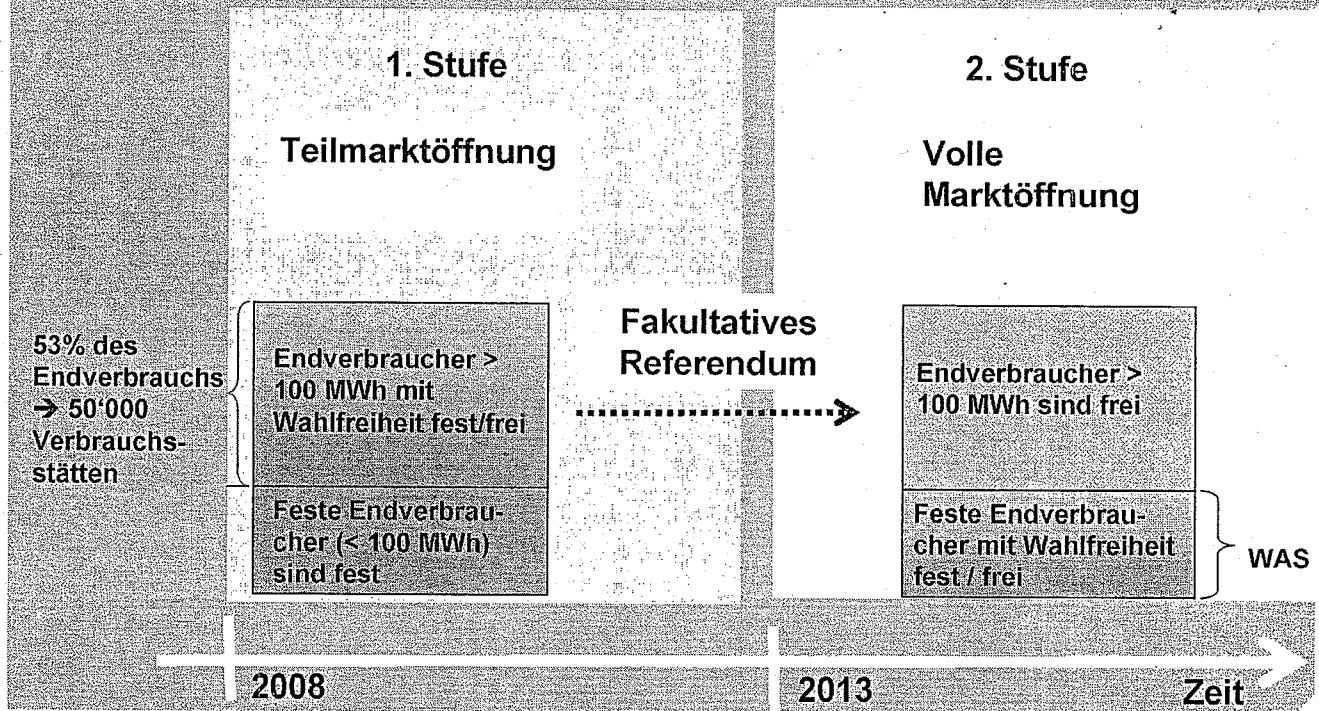 1. Stufe
Teilmarktöffnung
2. Stufe
Volle
Marktöffnung
53% des
Endverbrauchs
→ 50'000
Verbrauchs-
stätten
Endverbraucher >
100 MWh mit
Wahlfreiheit fest/frei
Feste Endverbrau-
cher (< 100 MWh)
sind fest
Fakultatives
Referendum
Endverbraucher >
100 MWh sind frei
Feste Endverbrau-
cher mit Wahlfreiheit
fest / frei
WAS
2008
2013
Zeit